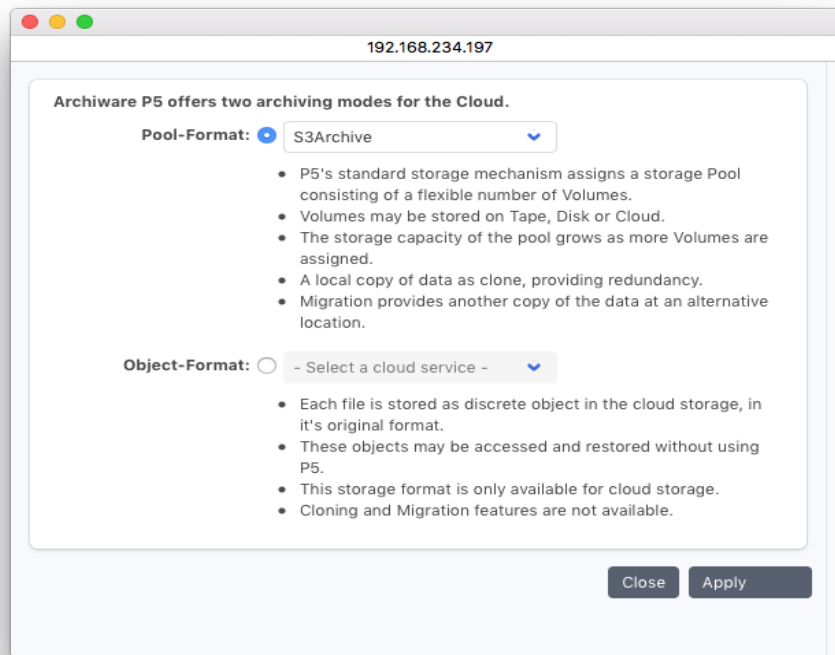 192.168.234.197
Archiware P5 offers two archiving modes for the Cloud.
Pool-Format: S3Archive
P5's standard storage mechanism assigns a storage Pool
consisting of a flexible number of Volumes.
Volumes may be stored on Tape, Disk or Cloud.
The storage capacity of the pool grows as more Volumes are
assigned.
A local copy of data as clone, providing redundancy.
Migration provides another copy of the data at an alternative
location.
Object-Format: - Select a cloud service -
Each file is stored as discrete object in the cloud storage, in
it's original format.
These objects may be accessed and restored without using
P5.
This storage format is only available for cloud storage.
Cloning and Migration features are not available.
Close Apply